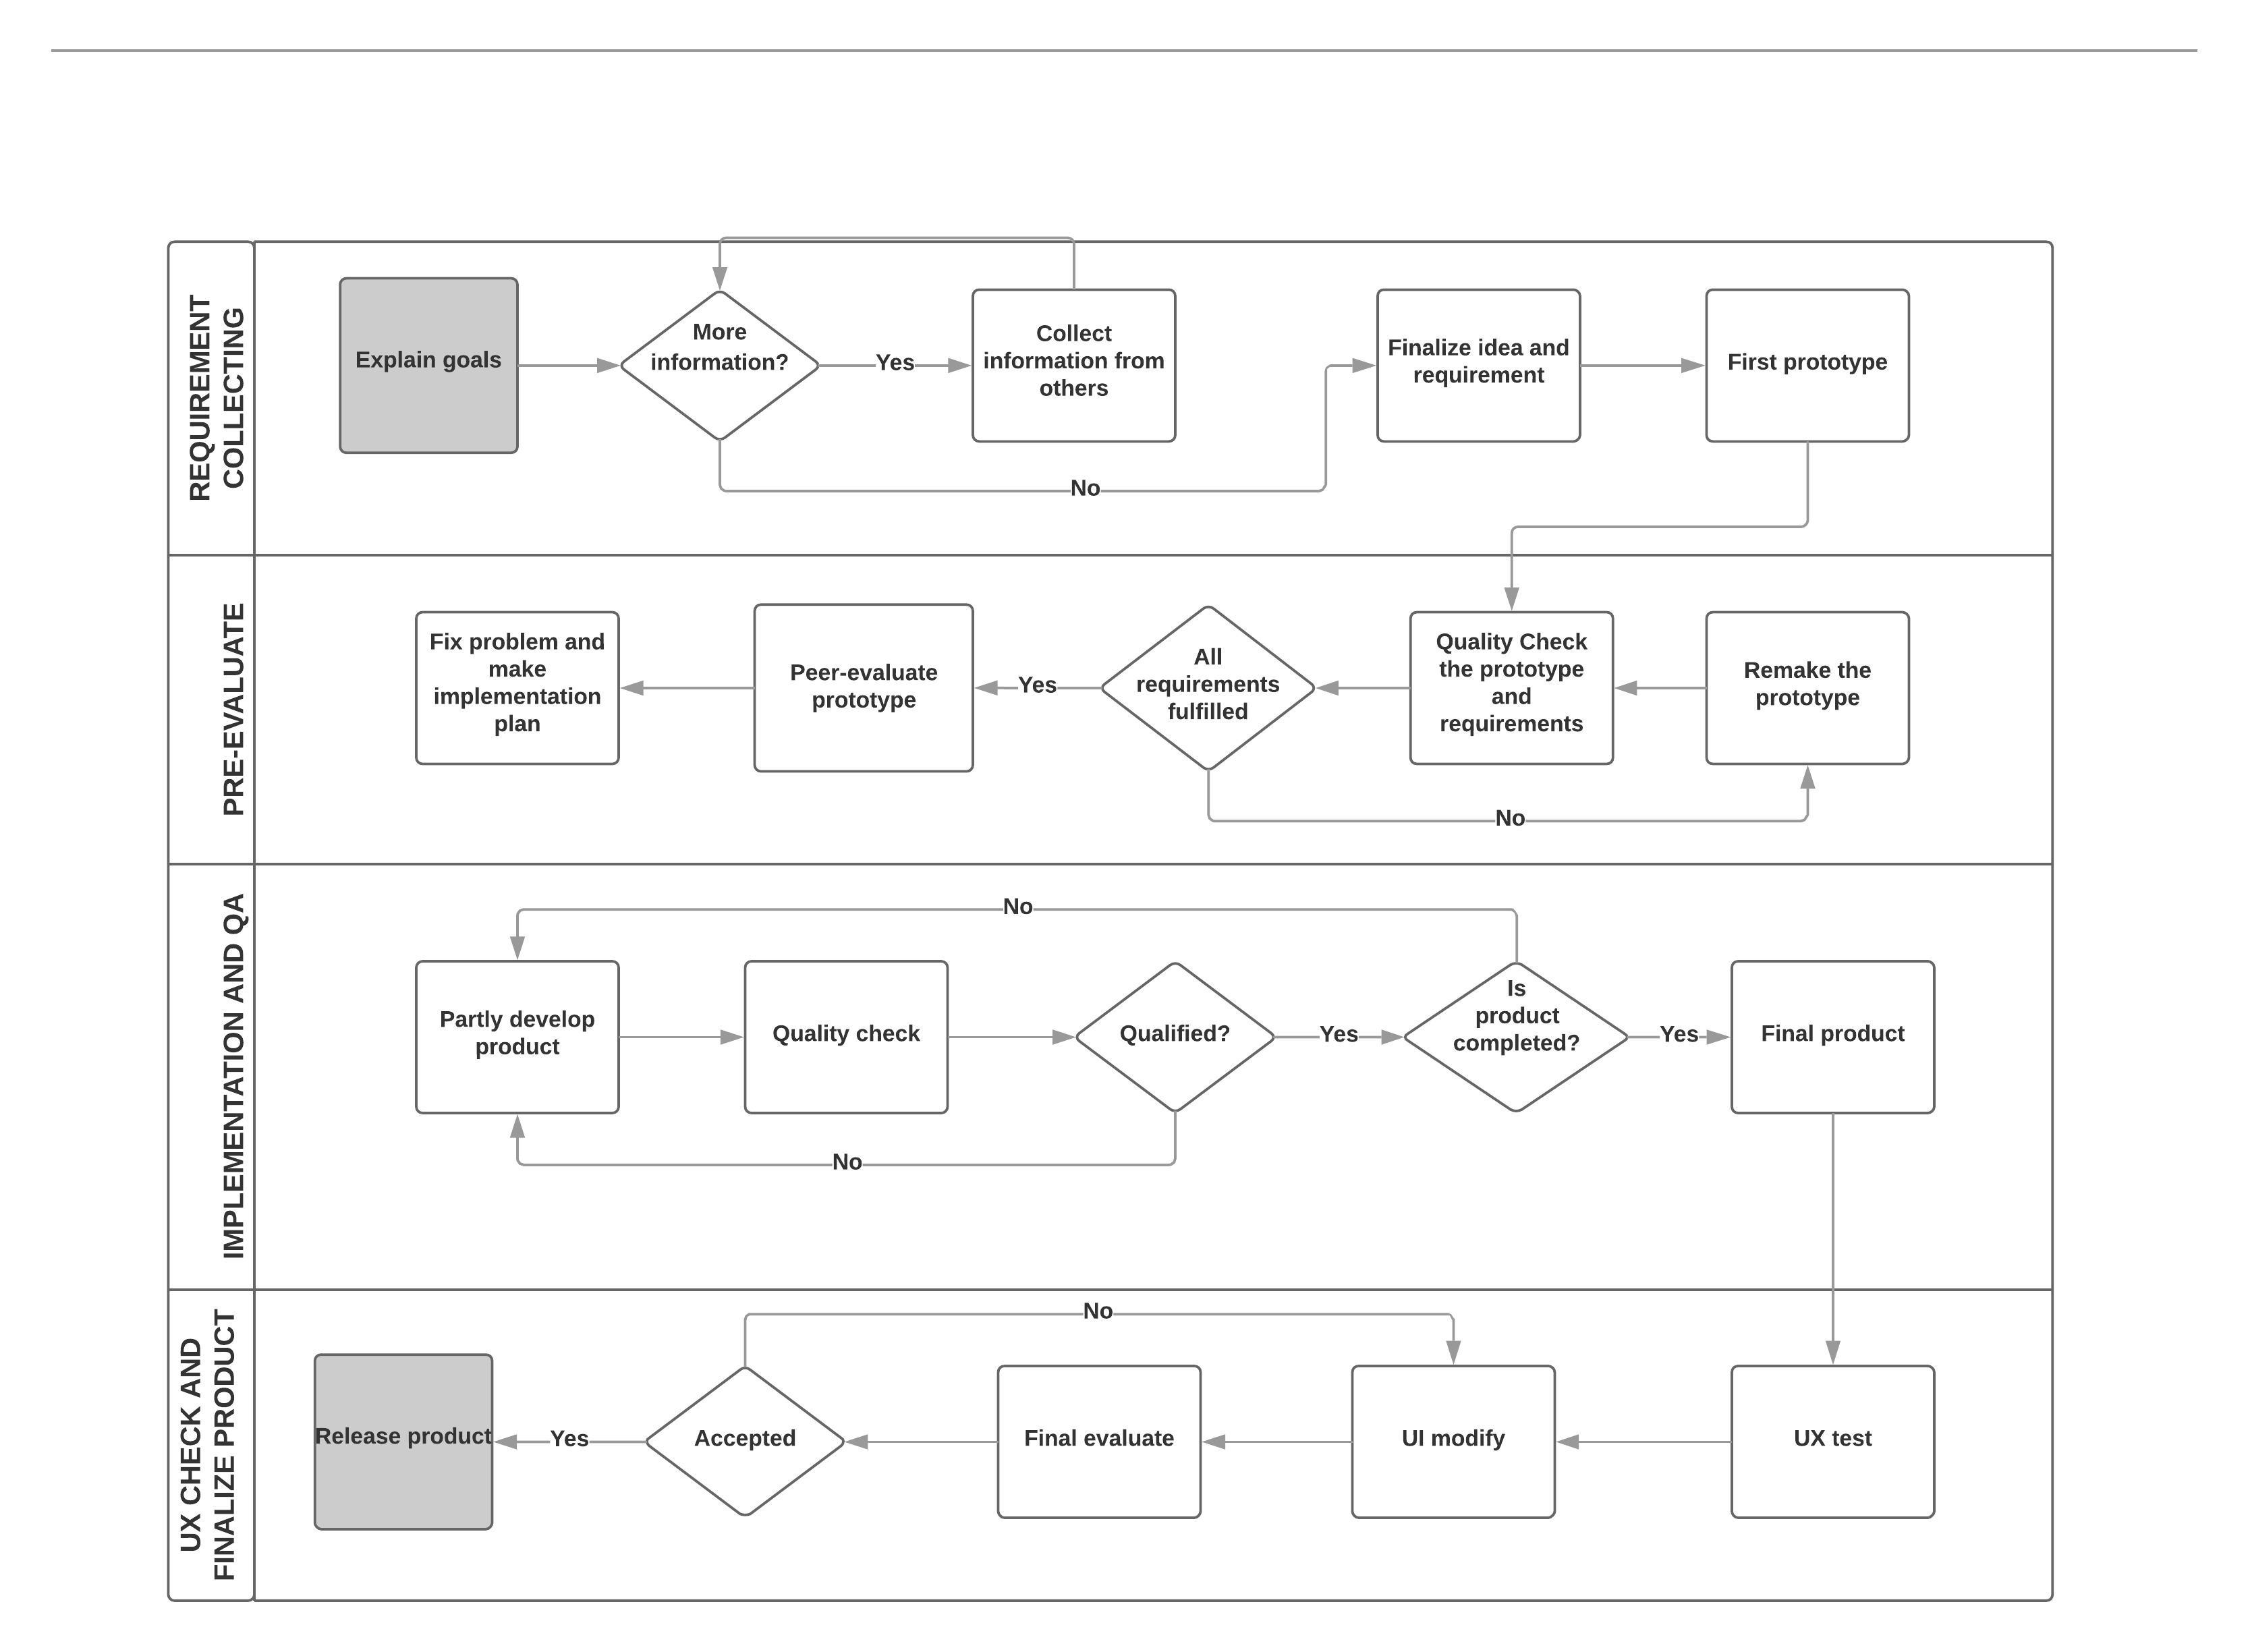 REQUIREMENT
COLLECTING
Explain goals
More
information?
Yes
Collect
information from
others
Finalize idea and
requirement
First prototype
No
PRE-EVALUATE
Fix problem and
make
implementation
plan
Peer-evaluate
prototype
Yes
All
requirements
fulfilled
Quality Check
the prototype
and
requirements
Remake the
prototype
No
IMPLEMENTATION AND QA
No
Partly develop
product
Quality check
Qualified?
Yes
Is
product
completed?
Yes
Final product
No
UX CHECK AND
FINALIZE PRODUCT
No
Release product
Yes
Accepted
Final evaluate
UI modify
UX test